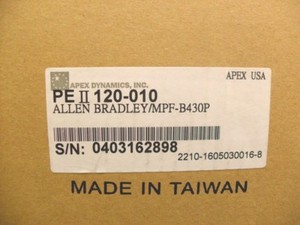 APEX DYNAMICS, INC.
APEX USA
PE II 120-010
ALLEN BRADLEY/MPF-B430P
S/N: 0403162898
2210-1605030016-8
MADE IN TAIWAN